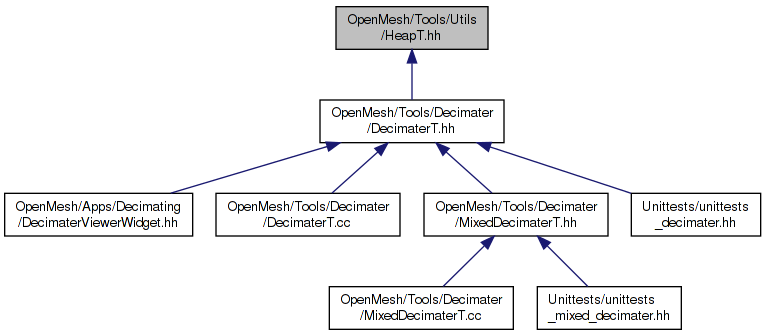 OpenMesh/Tools/Utils
/HeapT.hh
OpenMesh/Tools/Decimater
/DecimaterT.hh
OpenMesh/Apps/Decimating
/DecimaterViewerWidget.hh
OpenMesh/Tools/Decimater
/DecimaterT.cc
OpenMesh/Tools/Decimater
/MixedDecimaterT.hh
Unittests/unittests
_decimater.hh
OpenMesh/Tools/Decimater
/MixedDecimaterT.cc
Unittests/unittests
_mixed_decimater.hh